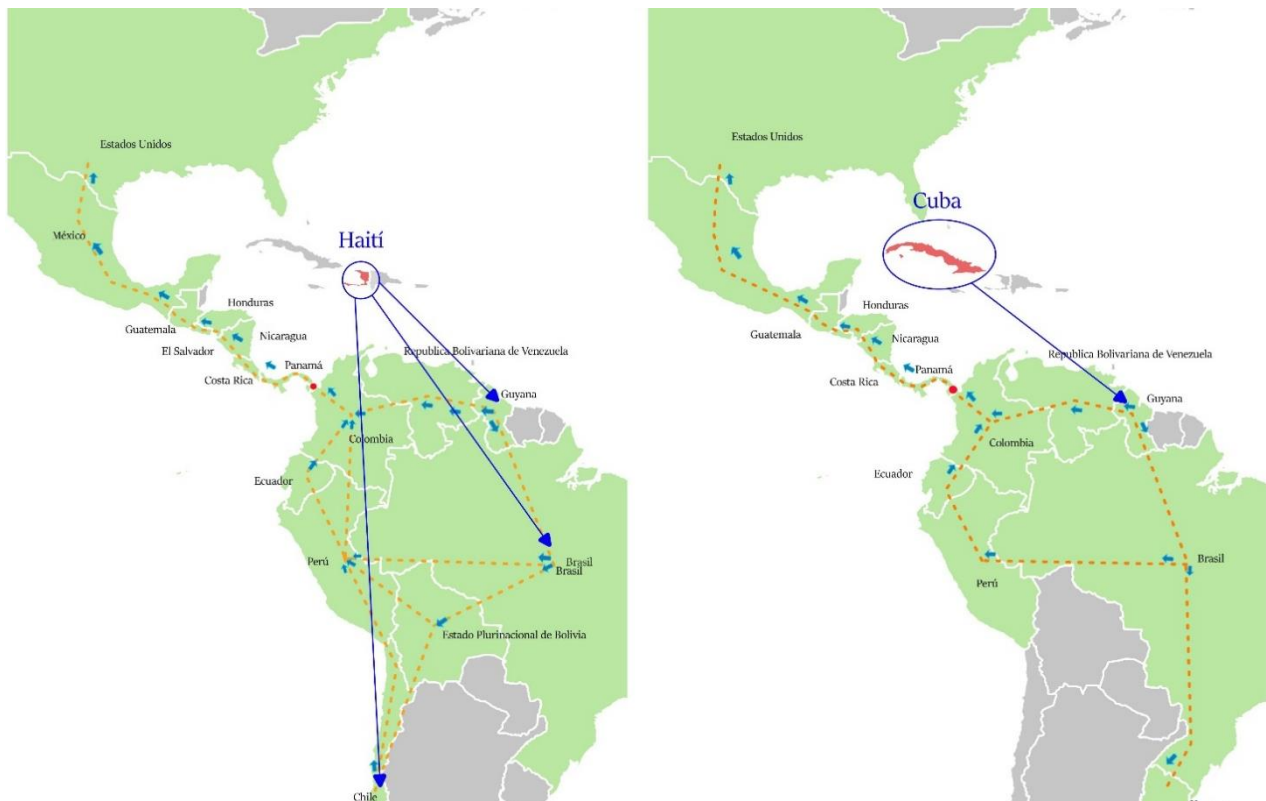 Estados Unidos
Haití
México
Honduras
Guatemala
Nicaragua
El Salvador
Republica Bolivariana de Venezuela
Panamá
Costa Rica
Guyana
Colombia
Ecuador
Perú
Brasil
Brasil
Estado Plurinacional de Bolivia
Chile
Estados Unidos
Cuba
Honduras
Guatemala
Nicaragua
Republica Bolivariana de Venezuela
Panamá
Costa Rica
Guyana
Colombia
Ecuador
Brasil
Perú